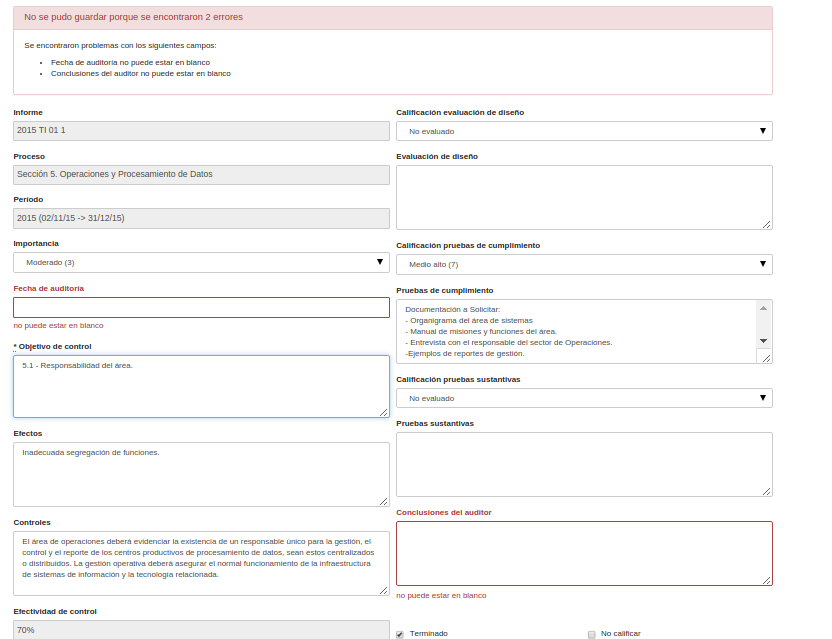 No se pudo guardar porque se encontraron 2 errores
Se encontraron problemas con los siguientes campos:
• Fecha de auditoría no puede estar en blanco
• Conclusiones del auditor no puede estar en blanco
Informe
2015 TI 01 1
Proceso
Sección 5. Operaciones y Procesamiento de Datos
Período
2015 (02/11/15 -> 31/12/15)
Importancia
Moderado (3)
Fecha de auditoría
no puede estar en blanco
* Objetivo de control
5.1 - Responsabilidad del área.
Efectos
Inadecuada segregación de funciones.
Controles
El área de operaciones deberá evidenciar la existencia de un responsable único para la gestión, el
control y el reporte de los centros productivos de procesamiento de datos, sean estos centralizados
o distribuidos. La gestión operativa deberá asegurar el normal funcionamiento de la infraestructura
de sistemas de información y la tecnología relacionada.
Efectividad de control
70%
Calificación evaluación de diseño
No evaluado
Evaluación de diseño
Calificación pruebas de cumplimiento
Medio alto (7)
Pruebas de cumplimiento
Documentación a Solicitar:
- Organigrama del área de sistemas
- Manual de misiones y funciones del área.
- Entrevista con el responsable del sector de Operaciones.
-Ejemplos de reportes de gestión.
Calificación pruebas sustantivas
No evaluado
Pruebas sustantivas
Conclusiones del auditor
no puede estar en blanco
Terminado
No calificar